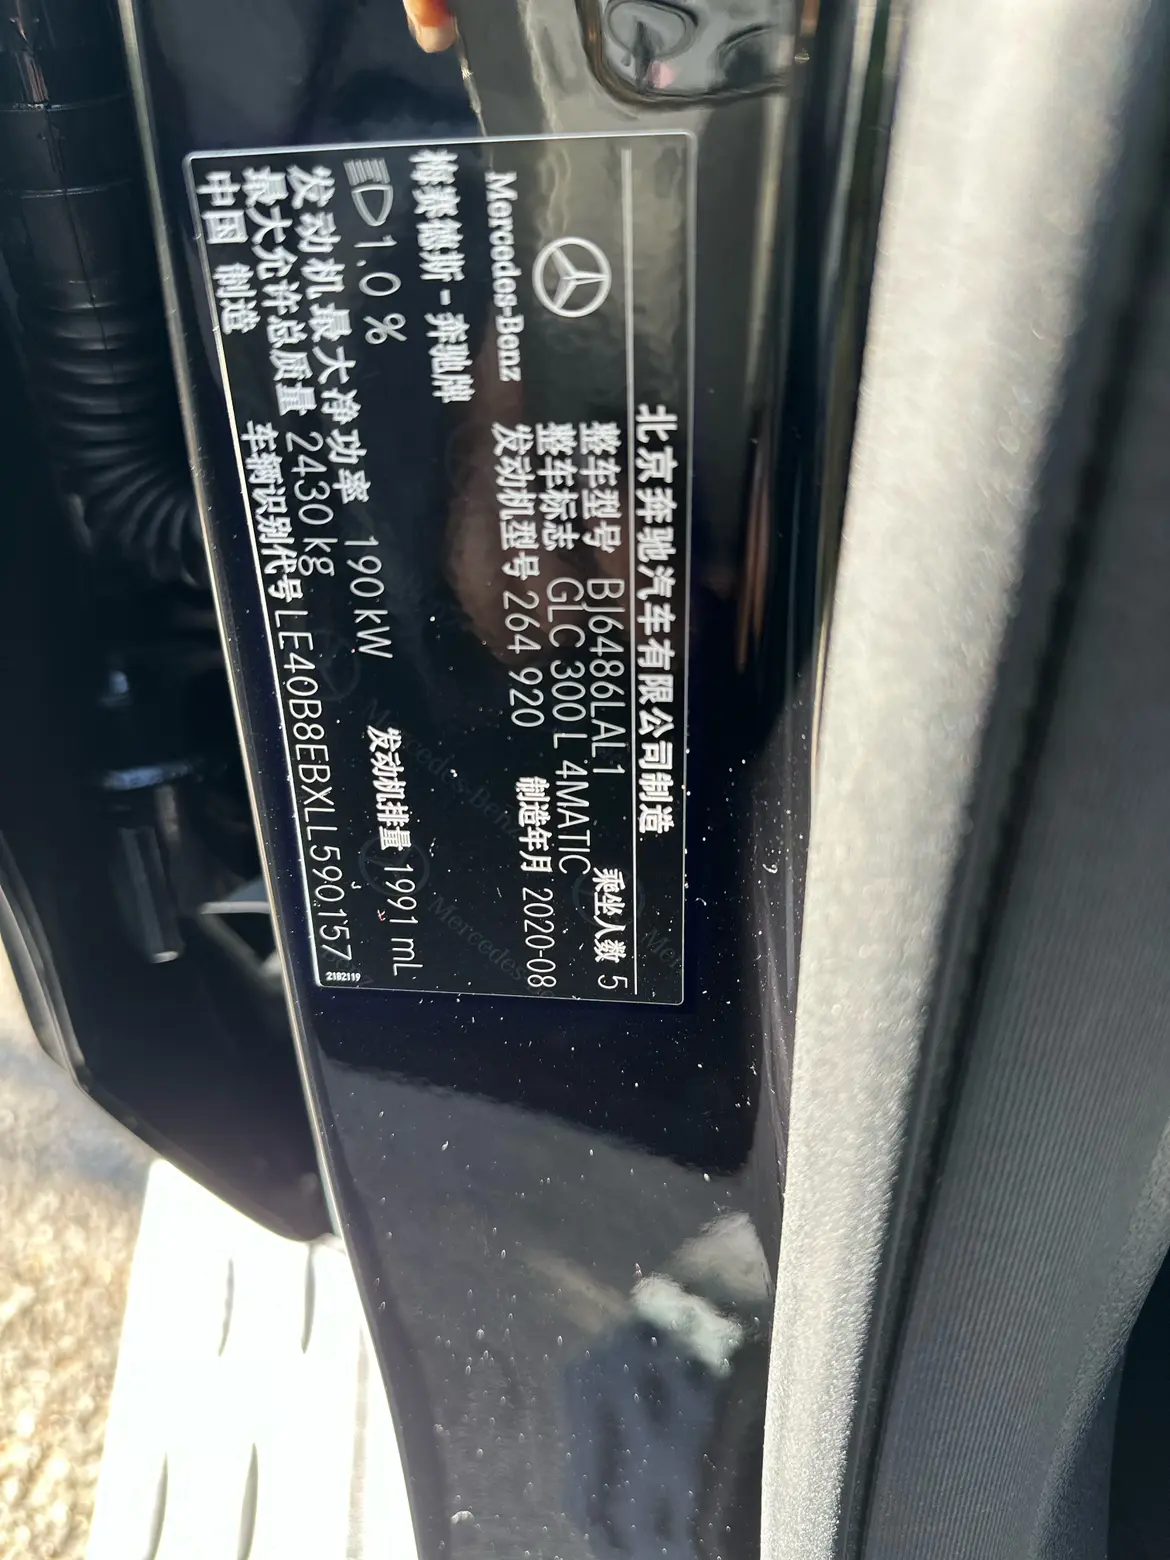 北京奔驰汽车有限公司制造
整车型号 BJ6486LAL1 乘坐人数 5
整车标志 GLC 300 L 4MATIC
Mercedes-Benz 发动机型号 264 920 制造年月 2020-08
梅赛德斯-奔驰牌
1.0 %
发动机最大净功率 190 kW 发动机排量 1991 mL
最大允许总质量 2430 kg
中国 制造 车辆识别代号 LE40B8EBXLL590157
2182119
Mercedes-Benz
Mercedes